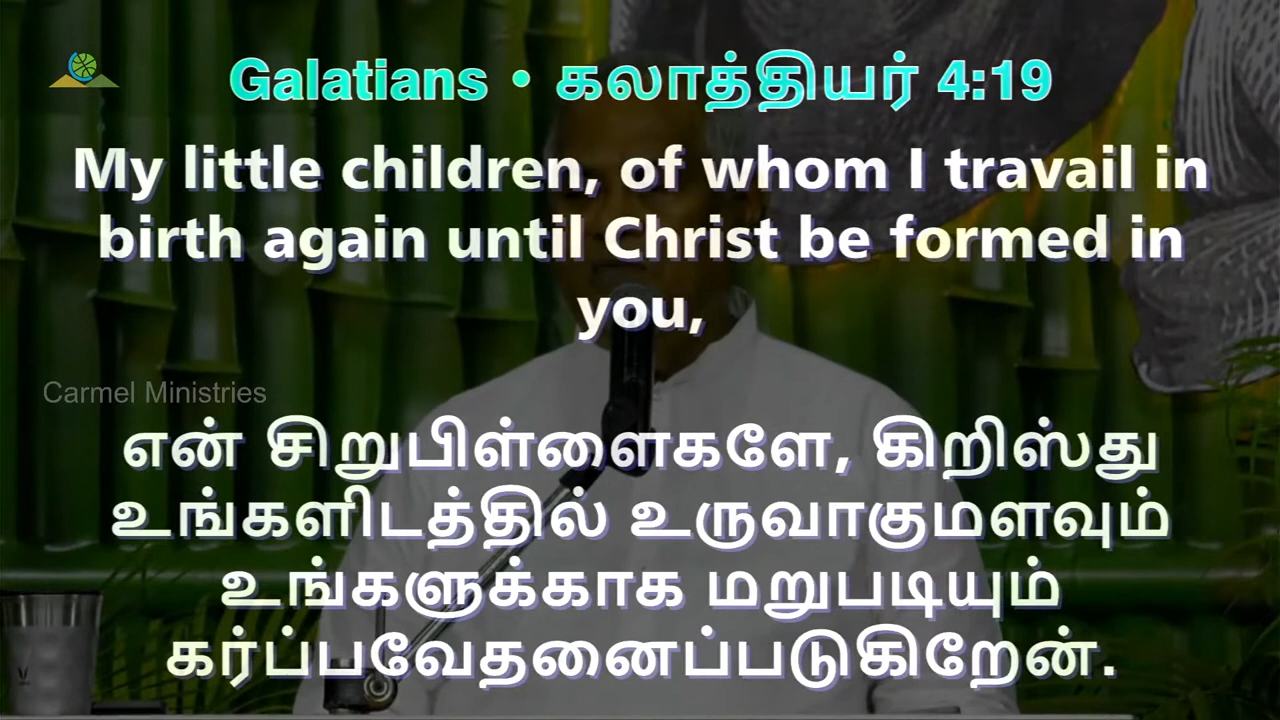 Galatians • கலாத்தியர் 4:19
My little children, of whom I travail in
birth again until Christ be formed in
you,
Carmel Ministries
என் சிறுபிள்ளைகளே, கிறிஸ்து
உங்களிடத்தில் உருவாகுமளவும்
உங்களுக்காக மறுபடியும்
கர்ப்பவேதனைப்படுகிறேன்.